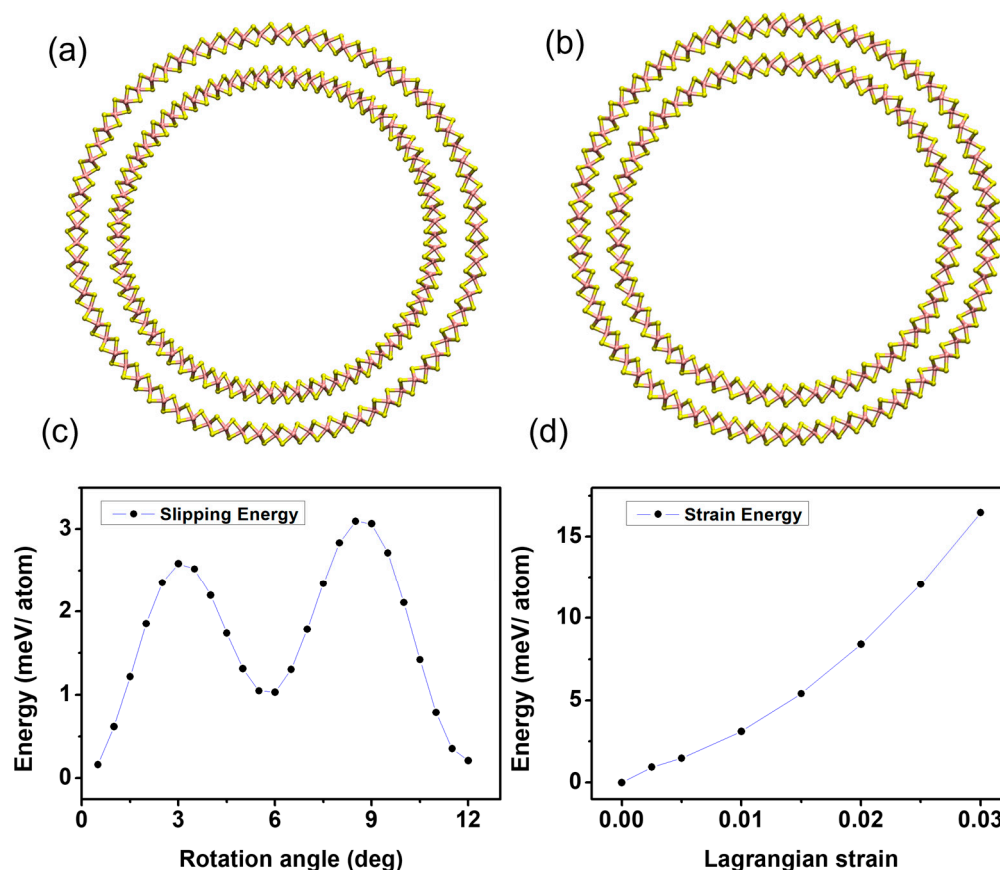 (a)
(b)
(c)
(d)
Slipping Energy
Energy (meV/ atom)
3
2
1
0
0 3 6 9 12
Rotation angle (deg)
Strain Energy
Energy (meV/ atom)
15
10
5
0
0.00 0.01 0.02 0.03
Lagrangian strain